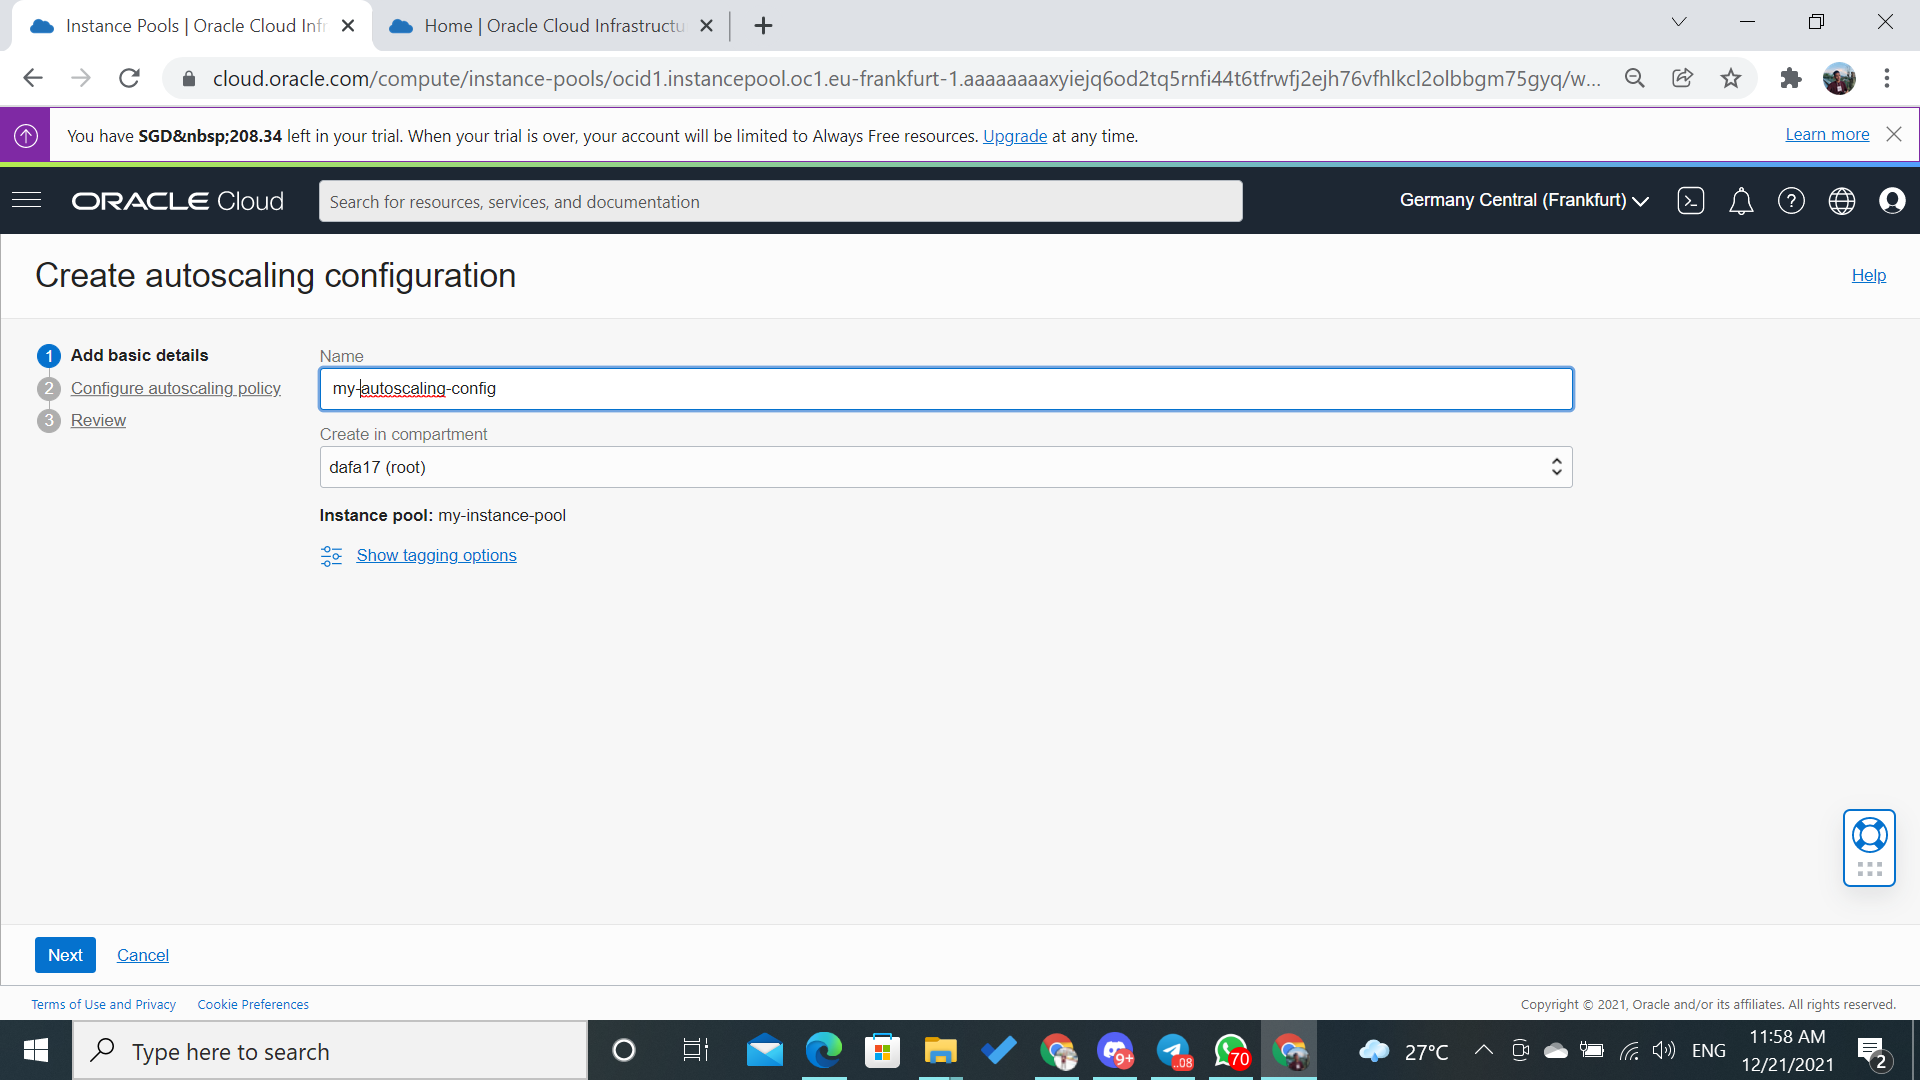 Instance Pools | Oracle Cloud Infr
Home | Oracle Cloud Infrastructu
cloud.oracle.com/compute/instance-pools/ocid1.instancepool.oc1.eu-frankfurt-1.aaaaaaaaxyiejq6od2tq5rnfi44t6tfrwfj2ejh76vfhlkcl2olbbgm75gyq/w...
You have SGD&nbsp;208.34 left in your trial. When your trial is over, your account will be limited to Always Free resources. Upgrade at any time.
Learn more
ORACLE Cloud
Search for resources, services, and documentation
Germany Central (Frankfurt)
Create autoscaling configuration
Help
1 Add basic details
2 Configure autoscaling policy
3 Review
Name
my-autoscaling-config
Create in compartment
dafa17 (root)
Instance pool: my-instance-pool
Show tagging options
Next
Cancel
Terms of Use and Privacy
Cookie Preferences
Copyright © 2021, Oracle and/or its affiliates. All rights reserved.
Type here to search
9+
..08
70
27°C
ENG
11:58 AM
12/21/2021
2